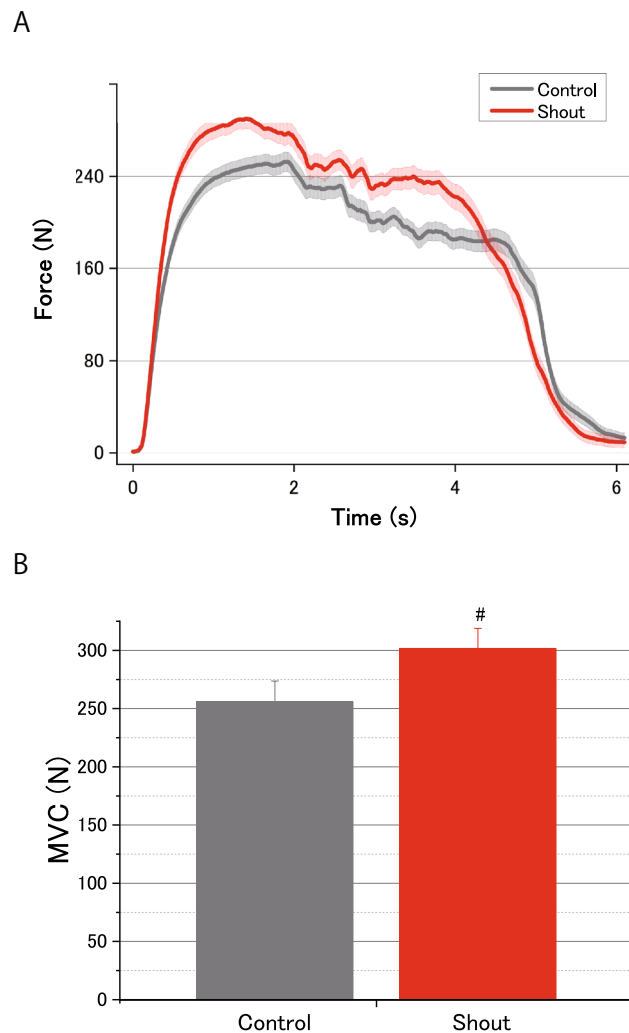 A
Control
Shout
240
160
80
0
Force (N)
0 2 4 6
Time (s)
B
#
300
250
200
150
100
50
0
MVC (N)
Control Shout